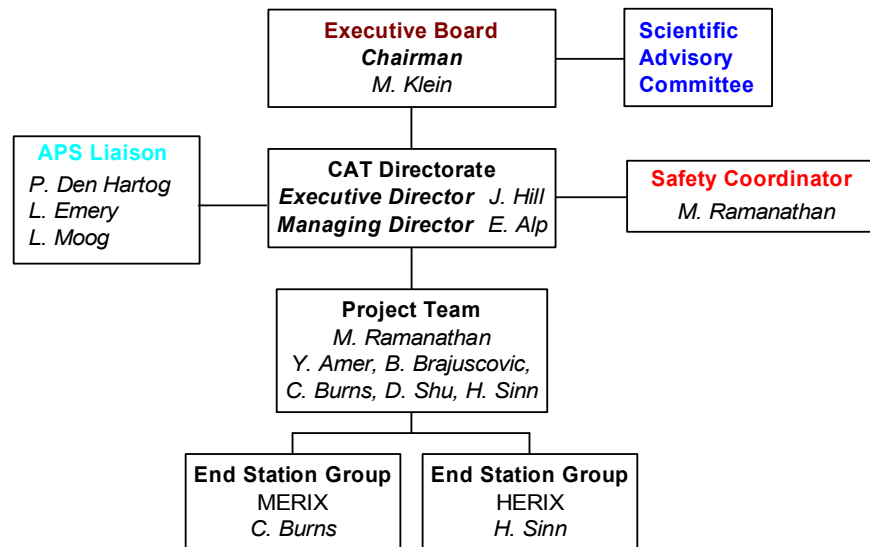 Executive Board
Chairman
M. Klein
Scientific
Advisory
Committee
APS Liaison
P. Den Hartog
L. Emery
L. Moog
CAT Directorate
Executive Director J. Hill
Managing Director E. Alp
Safety Coordinator
M. Ramanathan
Project Team
M. Ramanathan
Y. Amer, B. Brajuscovic,
C. Burns, D. Shu, H. Sinn
End Station Group
MERIX
C. Burns
End Station Group
HERIX
H. Sinn